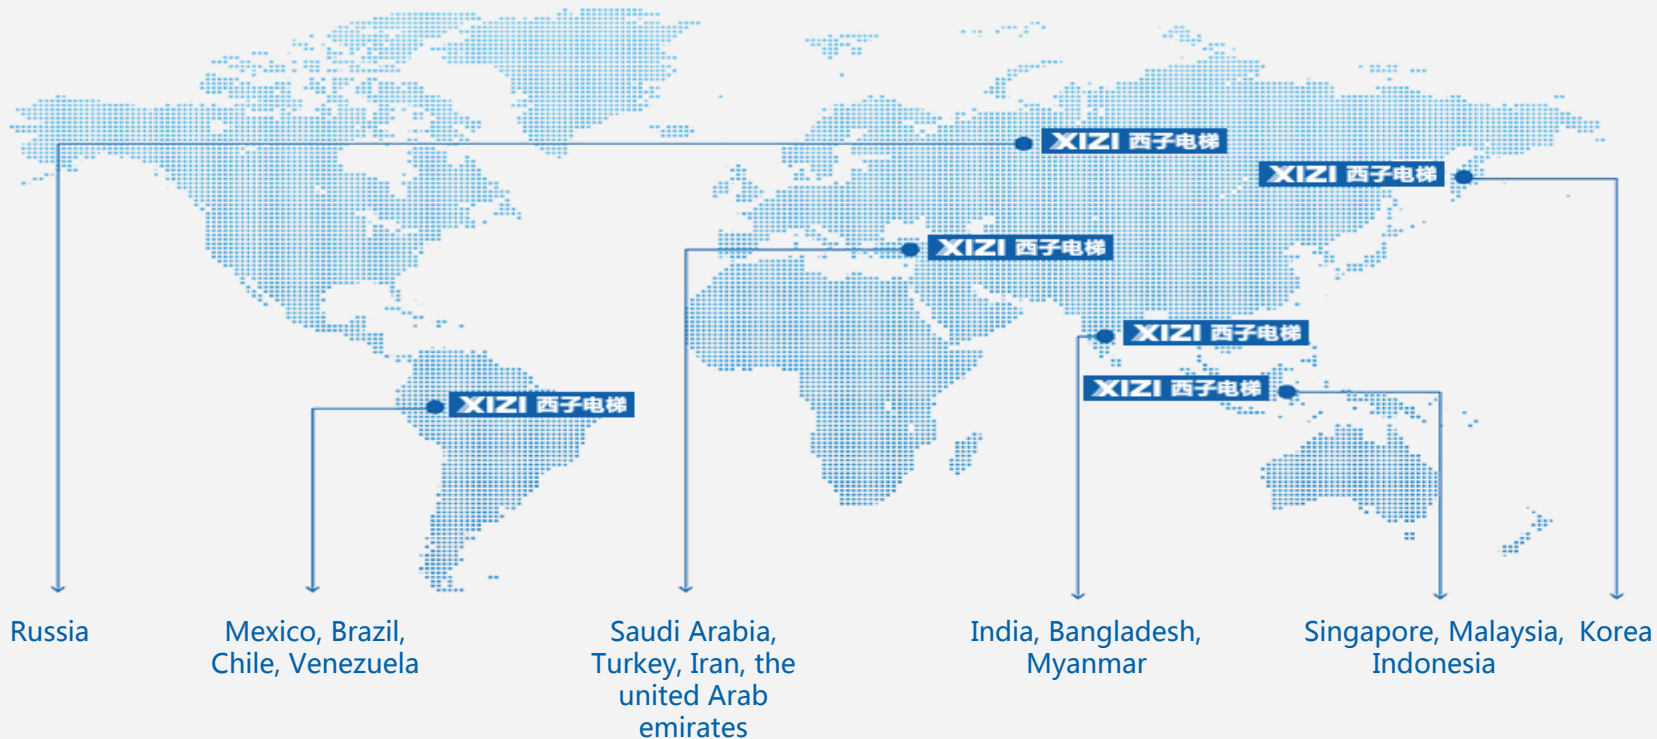 XIZI 西子电梯
XIZI 西子电梯
XIZI 西子电梯
XIZI 西子电梯
XIZI 西子电梯
XIZI 西子电梯
Russia
Mexico, Brazil,
Chile, Venezuela
Saudi Arabia,
Turkey, Iran, the
united Arab
emirates
India, Bangladesh,
Myanmar
Singapore, Malaysia,
Indonesia
Korea